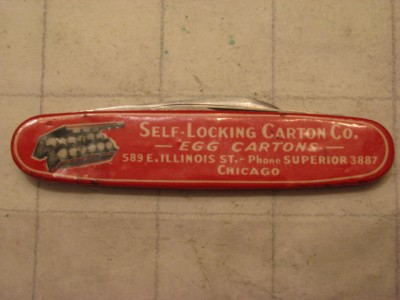 SELF-LOCKING CARTON CO.
— EGG CARTONS —
589 E. ILLINOIS ST. - Phone SUPERIOR 3887
CHICAGO